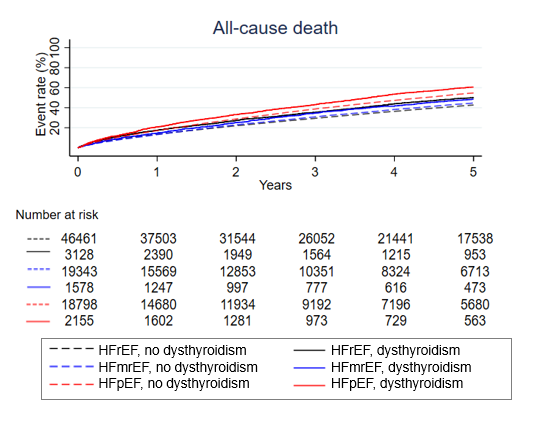 All-cause death
Event rate (%)
100
80
60
40
20
0 1 2 3 4 5
Years
Number at risk
46461 37503 31544 26052 21441 17538
3128 2390 1949 1564 1215 953
19343 15569 12853 10351 8324 6713
1578 1247 997 777 616 473
18798 14680 11934 9192 7196 5680
2155 1602 1281 973 729 563
HFrEF, no dysthyroidism HFrEF, dysthyroidism
HFmrEF, no dysthyroidism HFmrEF, dysthyroidism
HFpEF, no dysthyroidism HFpEF, dysthyroidism